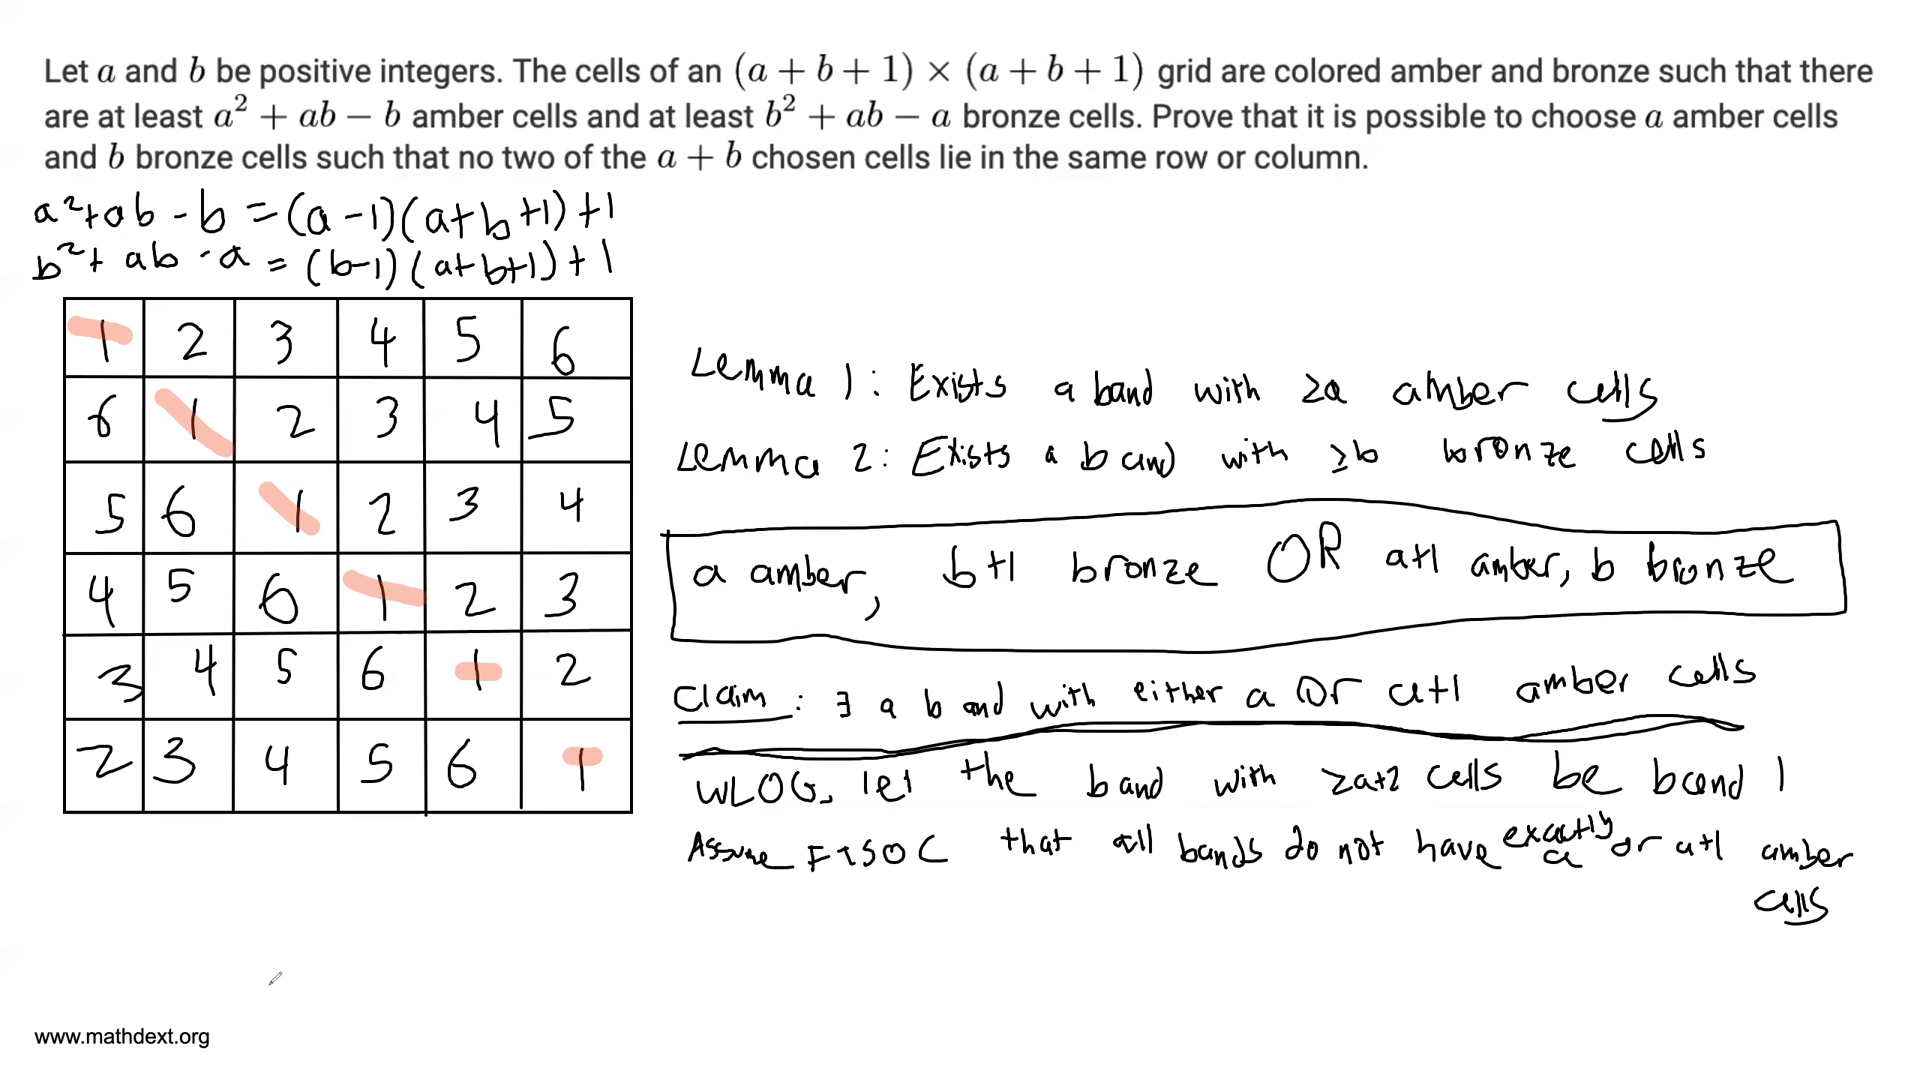 Let a and b be positive integers. The cells of an (a + b + 1) × (a + b + 1) grid are colored amber and bronze such that there
are at least a² + ab − b amber cells and at least b² + ab − a bronze cells. Prove that it is possible to choose a amber cells
and b bronze cells such that no two of the a + b chosen cells lie in the same row or column.
a²+ab - b = (a-1)(a+b+1)+1
b²+ ab - a = (b-1)(a+b+1)+1
1 2 3 4 5 6
6 1 2 3 4 5
5 6 1 2 3 4
4 5 6 1 2 3
3 4 5 6 1 2
2 3 4 5 6 1
Lemma 1: Exists a band with ≥a amber cells
Lemma 2: Exists a band with ≥b bronze cells
a amber, b+1 bronze OR a+1 amber, b bronze
Claim: ∃ a band with either a or a+1 amber cells
WLOG, let the band with ≥a+2 cells be band 1
Assume FTSOC that all bands do not have exactly a or a+1 amber
cells
www.mathdext.org